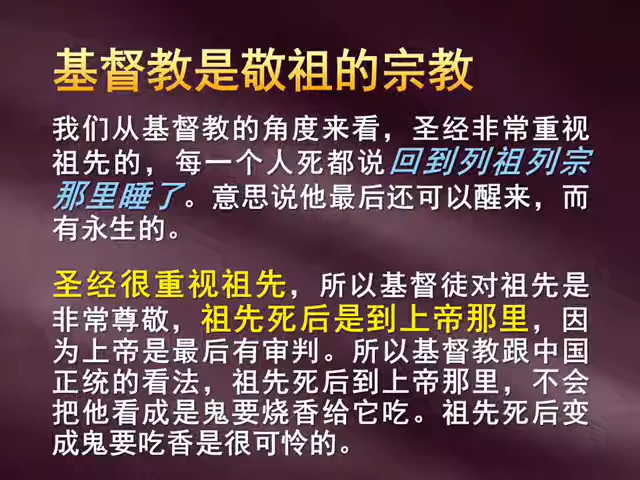 基督教是敬祖的宗教
我们从基督教的角度来看，圣经非常重视
祖先的，每一个人死都说回到列祖列宗
那里睡了。意思说他最后还可以醒来，而
有永生的。
圣经很重视祖先，所以基督徒对祖先是
非常尊敬，祖先死后是到上帝那里，因
为上帝是最后有审判。所以基督教跟中国
正统的看法，祖先死后到上帝那里，不会
把他看成是鬼要烧香给它吃。祖先死后变
成鬼要吃香是很可怜的。